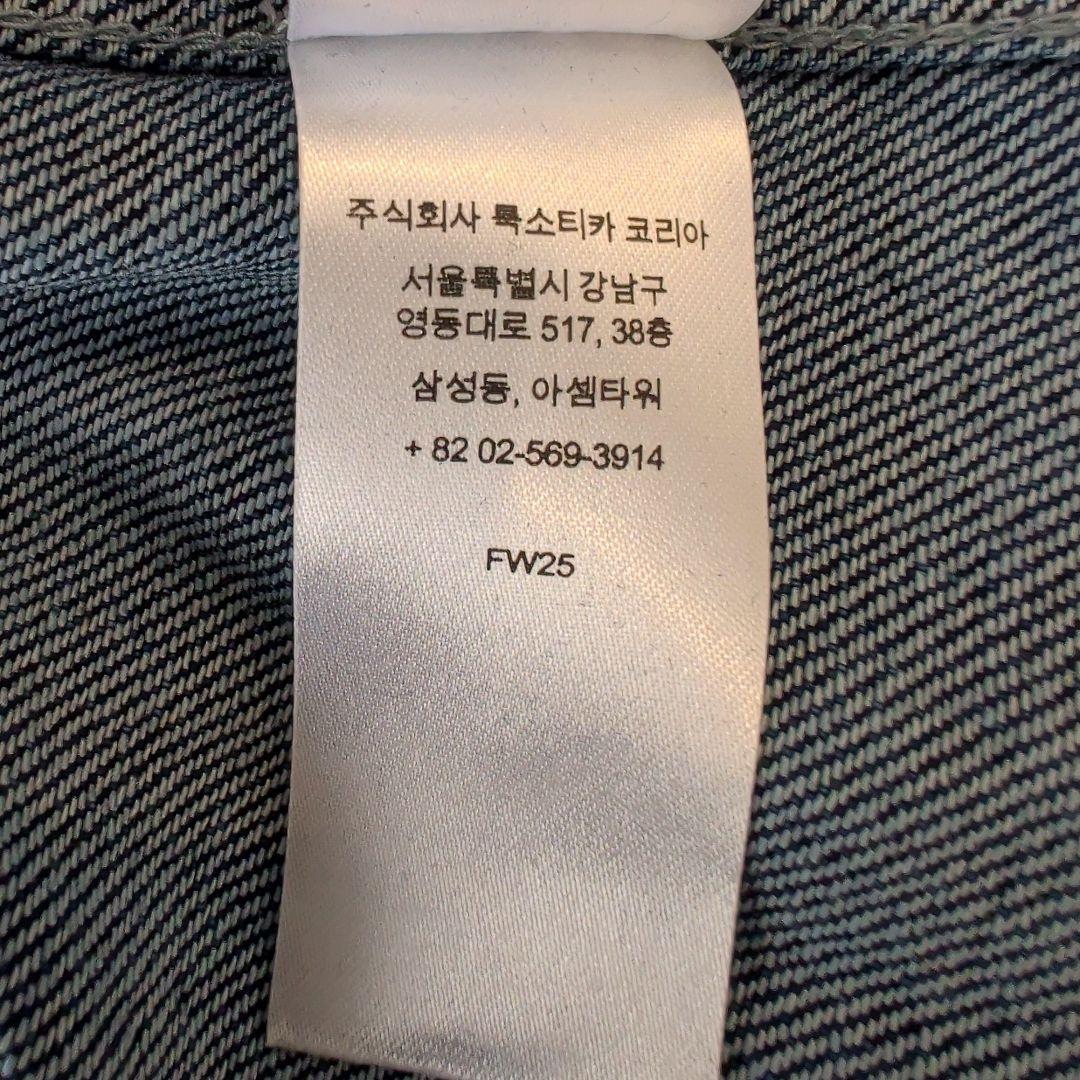 주식회사 룩소티카 코리아
서울특별시 강남구
영동대로 517, 38층
삼성동, 아셈타워
+ 82 02-569-3914
FW25